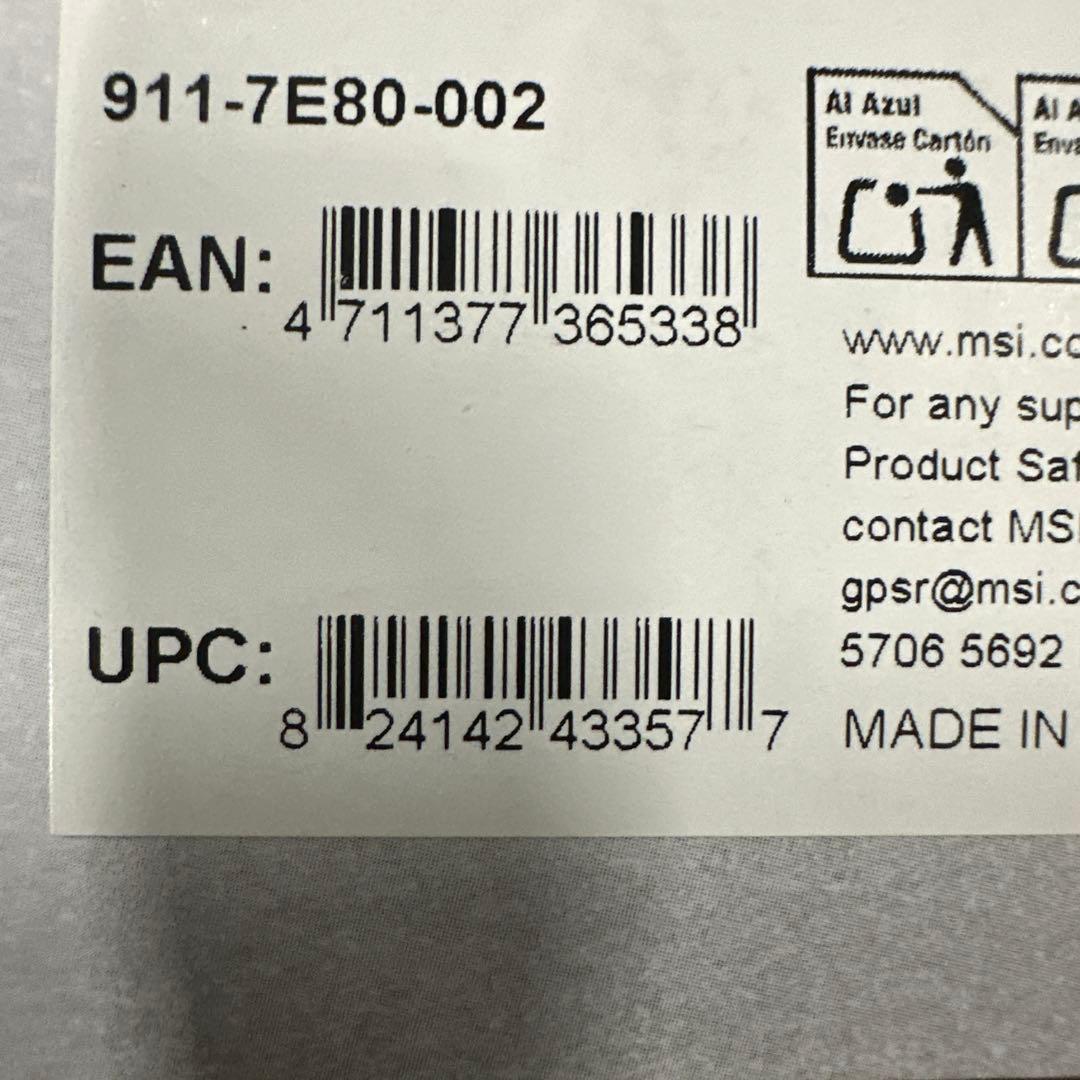 911-7E80-002
EAN:
4 711377 365338
UPC:
8 24142 43357 7
Al Azul
Envase Cartón
Al A
Enva
www.msi.co
For any sup
Product Saf
contact MSI
gpsr@msi.c
5706 5692
MADE IN